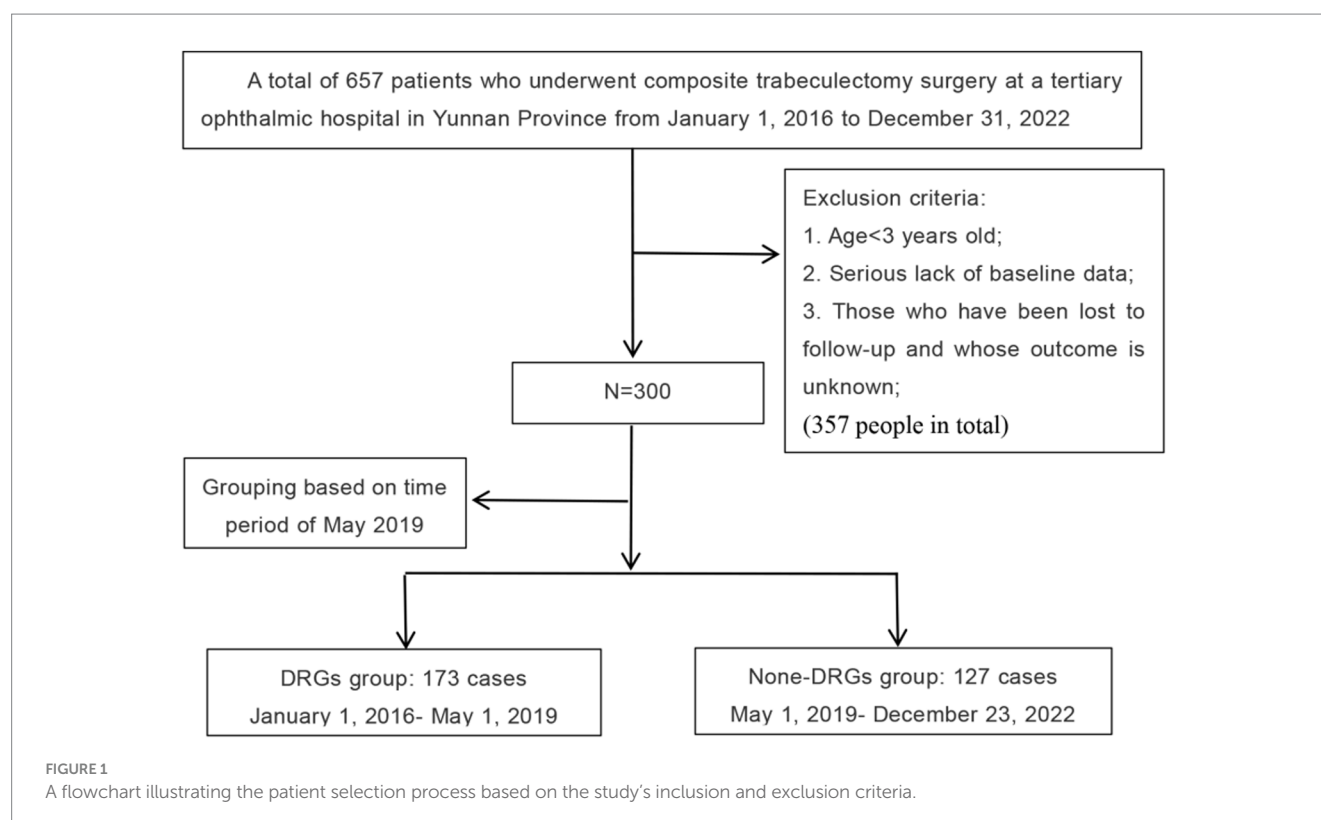 A total of 657 patients who underwent composite trabeculectomy surgery at a tertiary
ophthalmic hospital in Yunnan Province from January 1, 2016 to December 31, 2022
Exclusion criteria:
1. Age<3 years old;
2. Serious lack of baseline data;
3. Those who have been lost to
follow-up and whose outcome is
unknown;
(357 people in total)
N=300
Grouping based on time
period of May 2019
DRGs group: 173 cases
January 1, 2016- May 1, 2019
None-DRGs group: 127 cases
May 1, 2019- December 23, 2022
FIGURE 1
A flowchart illustrating the patient selection process based on the study’s inclusion and exclusion criteria.